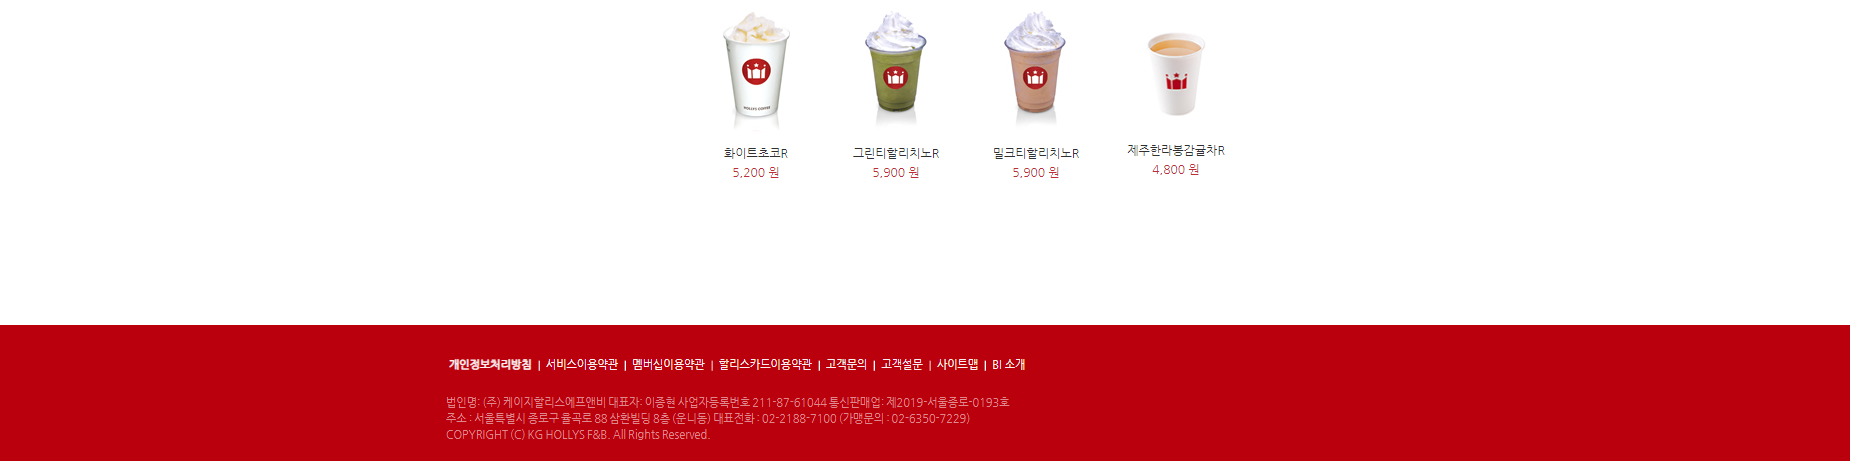 HOLLYS COFFEE
화이트초코R
5,200 원
그린티할리치노R
5,900 원
밀크티할리치노R
5,900 원
제주한라봉감귤차R
4,800 원
개인정보처리방침 | 서비스이용약관 | 멤버십이용약관 | 할리스카드이용약관 | 고객문의 | 고객설문 | 사이트맵 | BI 소개
법인명: (주) 케이지할리스에프앤비 대표자: 이종현 사업자등록번호 211-87-61044 통신판매업: 제2019-서울종로-0193호
주소 : 서울특별시 종로구 율곡로 88 삼환빌딩 8층 (운니동) 대표전화 : 02-2188-7100 (가맹문의 : 02-6350-7229)
COPYRIGHT (C) KG HOLLYS F&B. All Rights Reserved.